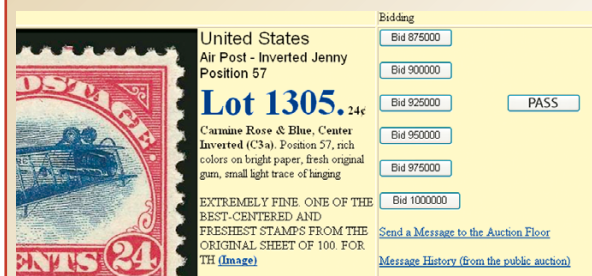 POSTAGE.
CENTS 24
United States
Air Post - Inverted Jenny
Position 57
Lot 1305. 24¢
Carmine Rose & Blue, Center
Inverted (C3a). Position 57, rich
colors on bright paper, fresh original
gum, small light trace of hinging
EXTREMELY FINE. ONE OF THE
BEST-CENTERED AND
FRESHEST STAMPS FROM THE
ORIGINAL SHEET OF 100. FOR
TH (Image)
Bidding
Bid 875000
Bid 900000
Bid 925000
PASS
Bid 950000
Bid 975000
Bid 1000000
Send a Message to the Auction Floor
Message History (from the public auction)